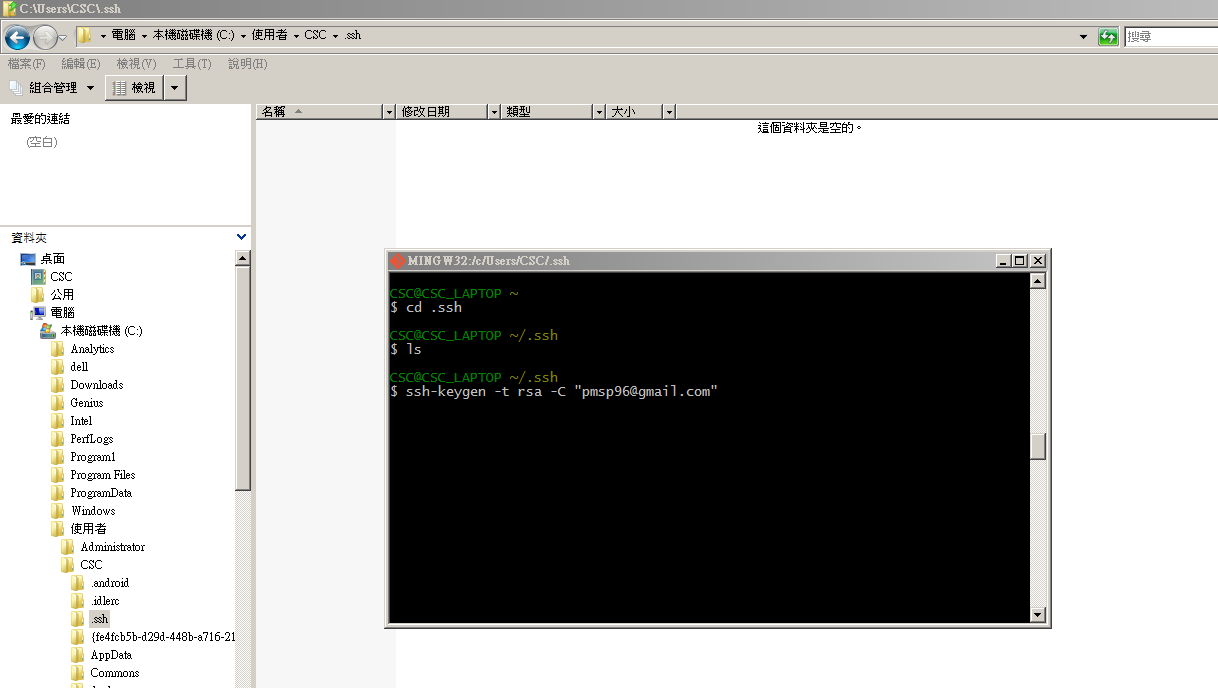 C:\Users\CSC\.ssh
電腦 本機磁碟機 (C:) 使用者 CSC .ssh
搜尋
檔案(F) 編輯(E) 檢視(V) 工具(T) 說明(H)
組合管理 檢視
最愛的連結
(空白)
名稱 修改日期 類型 大小
這個資料夾是空的。
資料夾
桌面
CSC
公用
電腦
本機磁碟機 (C:)
Analytics
dell
Downloads
Genius
Intel
PerfLogs
Program1
Program Files
ProgramData
Windows
使用者
Administrator
CSC
.android
.idlerc
.ssh
{fe4fcb5b-d29d-448b-a716-21
AppData
Commons
MINGW32:/c/Users/CSC/.ssh
CSC@CSC_LAPTOP ~
$ cd .ssh
CSC@CSC_LAPTOP ~/.ssh
$ ls
CSC@CSC_LAPTOP ~/.ssh
$ ssh-keygen -t rsa -C "pmsp96@gmail.com"